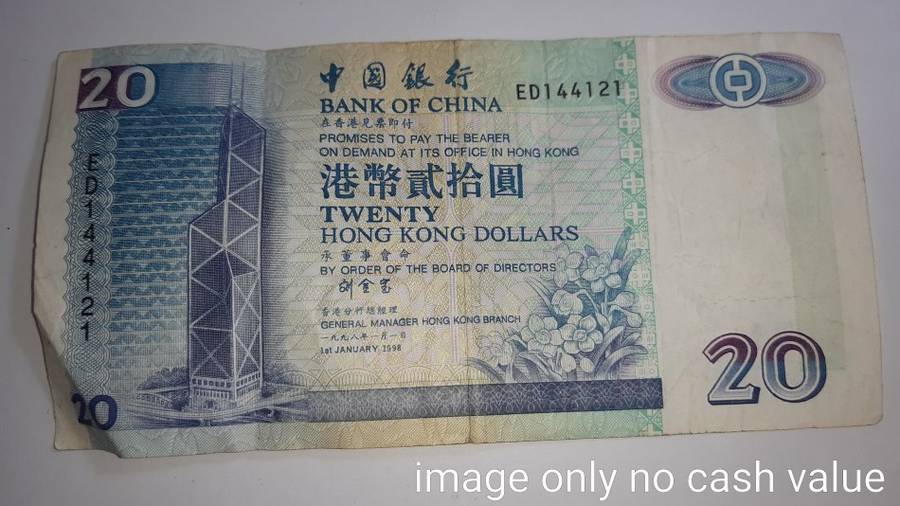 20
中國銀行
BANK OF CHINA
ED144121
在香港見票即付
PROMISES TO PAY THE BEARER
ON DEMAND AT ITS OFFICE IN HONG KONG
港幣貳拾圓
TWENTY
HONG KONG DOLLARS
承董事會命
BY ORDER OF THE BOARD OF DIRECTORS
香港分行總經理
GENERAL MANAGER HONG KONG BRANCH
一九九八年一月一日
1st JANUARY 1998
ED144121
20
20
image only no cash value